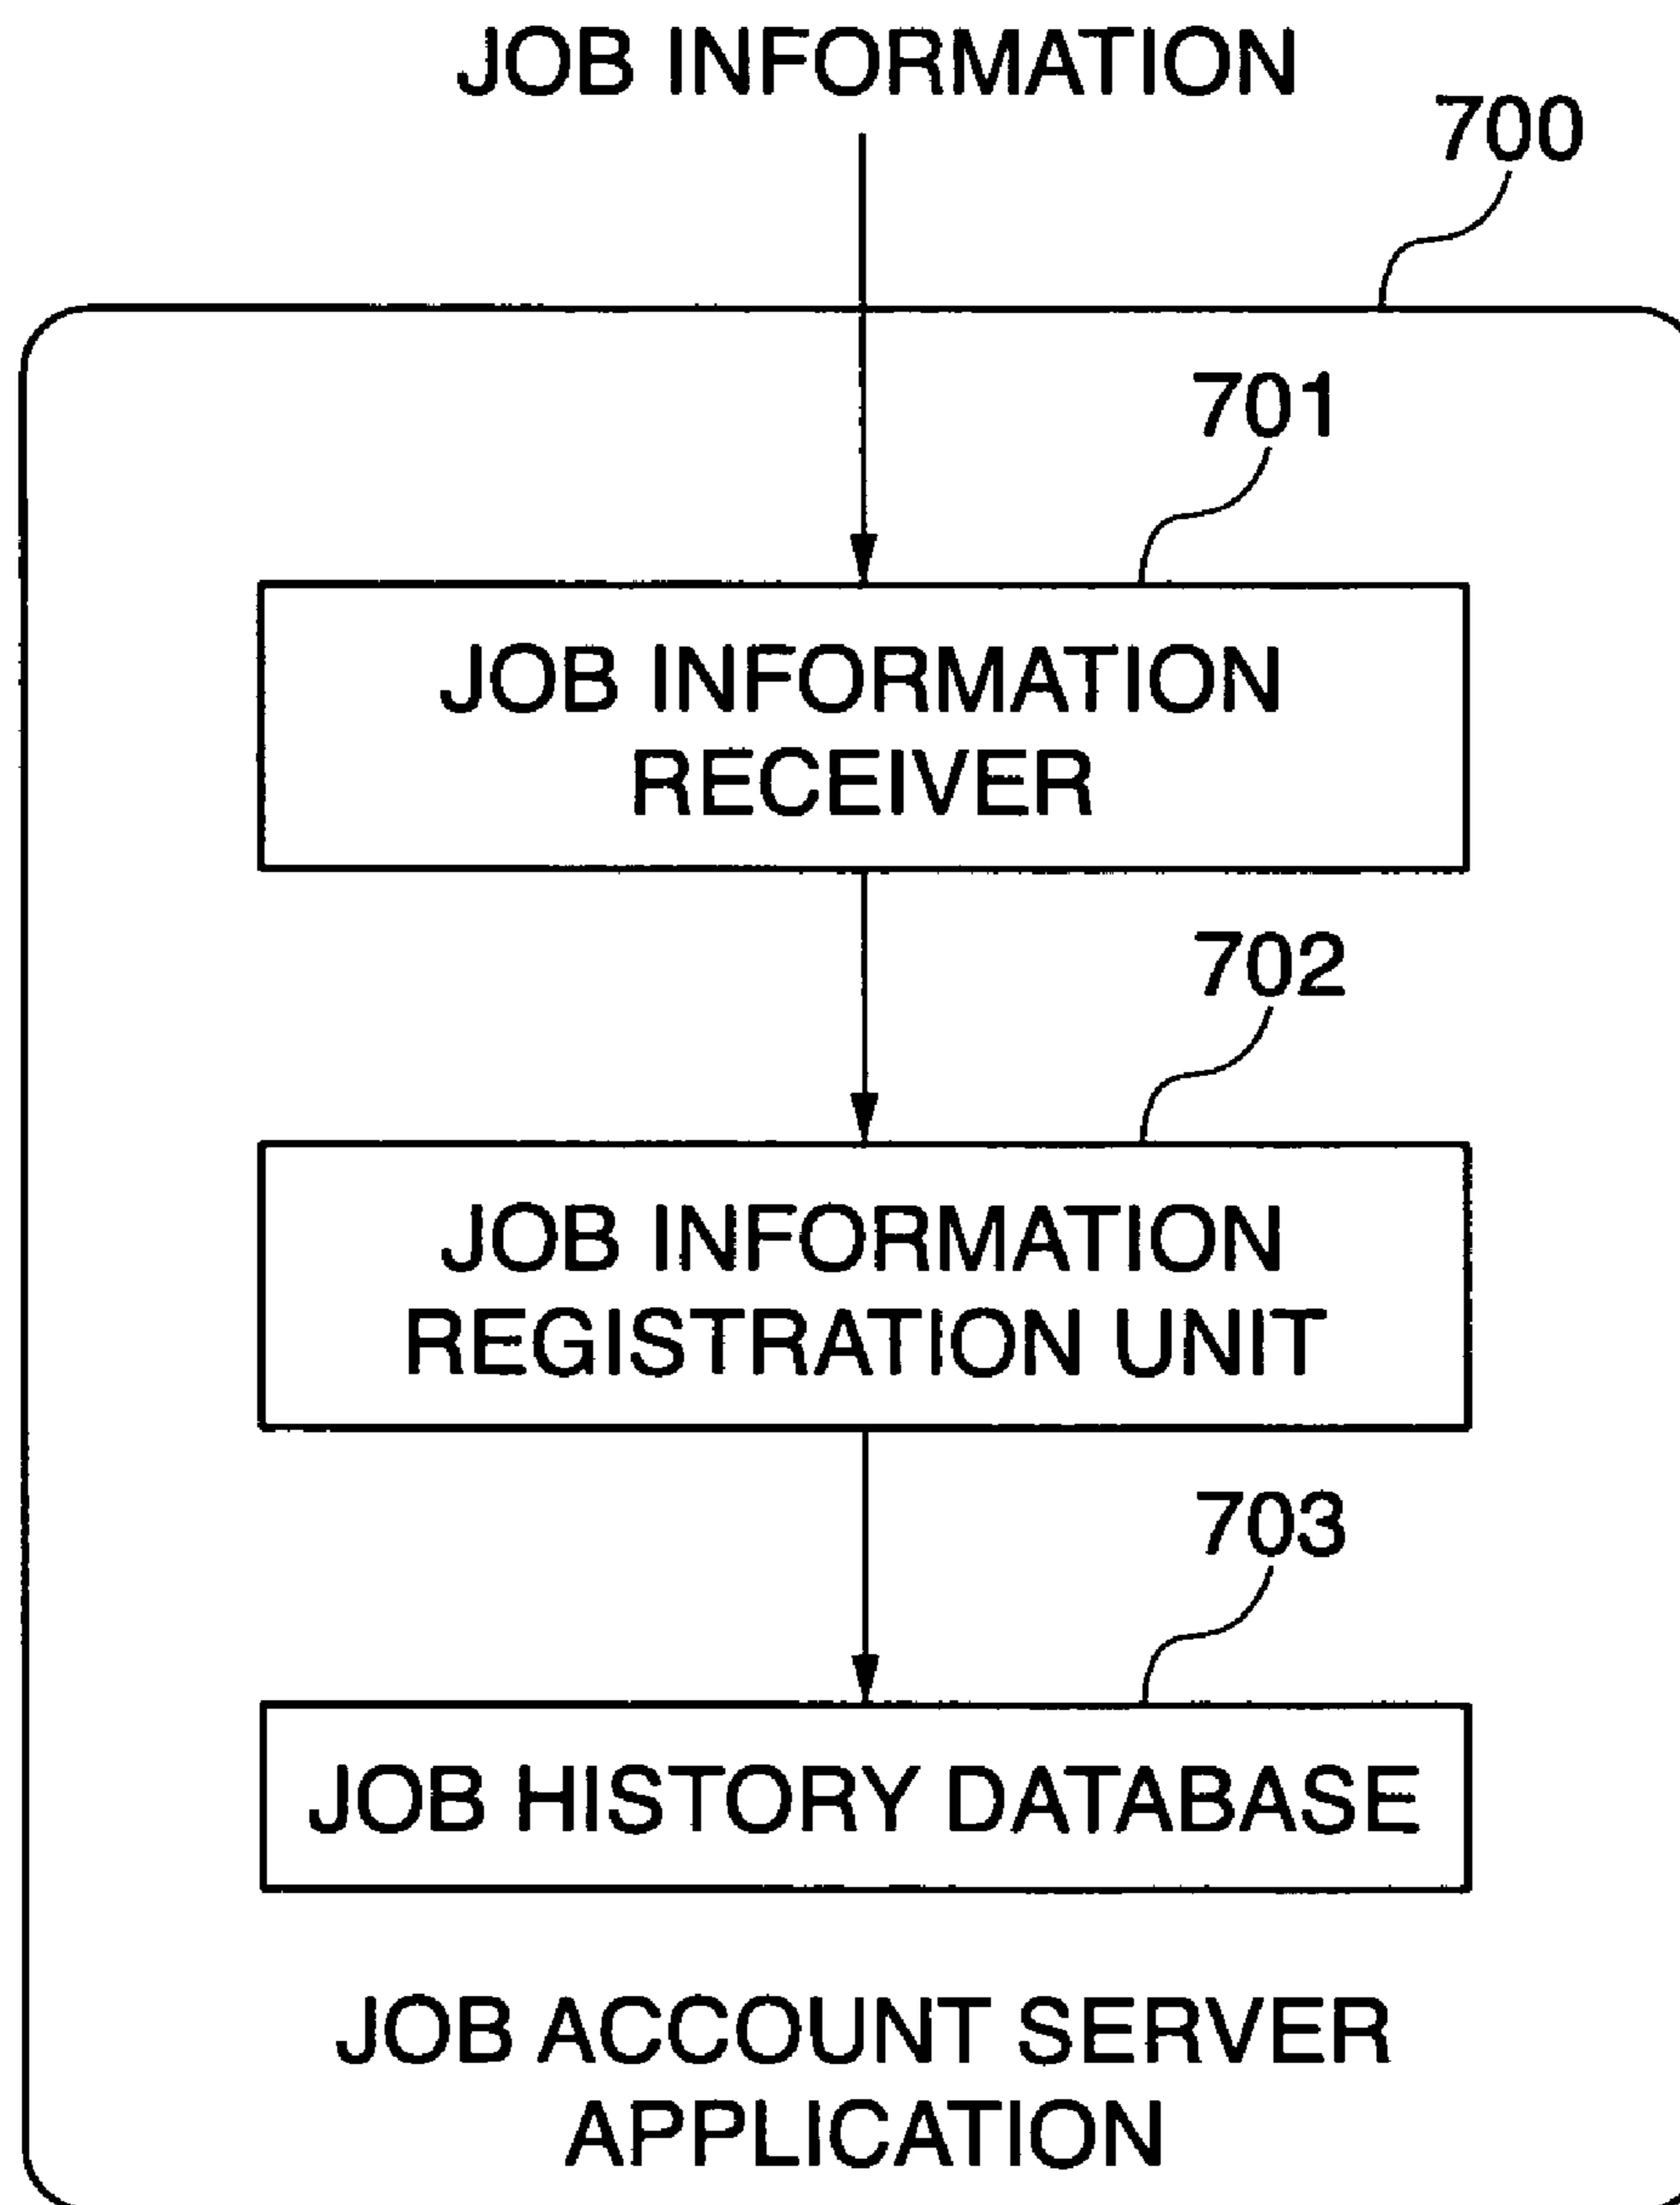 JOB INFORMATION
700
701
JOB INFORMATION
RECEIVER
702
JOB INFORMATION
REGISTRATION UNIT
703
JOB HISTORY DATABASE
JOB ACCOUNT SERVER
APPLICATION